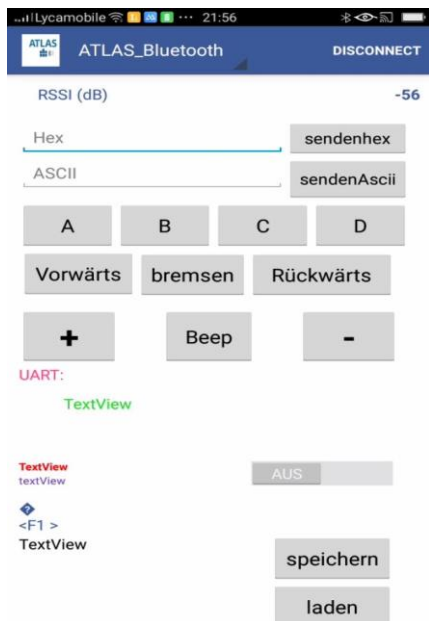 Lycamobile 21:56
ATLAS ATLAS_Bluetooth DISCONNECT
RSSI (dB) -56
Hex sendenhex
ASCII sendenAscii
A B C D
Vorwärts bremsen Rückwärts
+ Beep -
UART:
TextView
TextView AUS
textView
<F1 >
TextView
speichern
laden